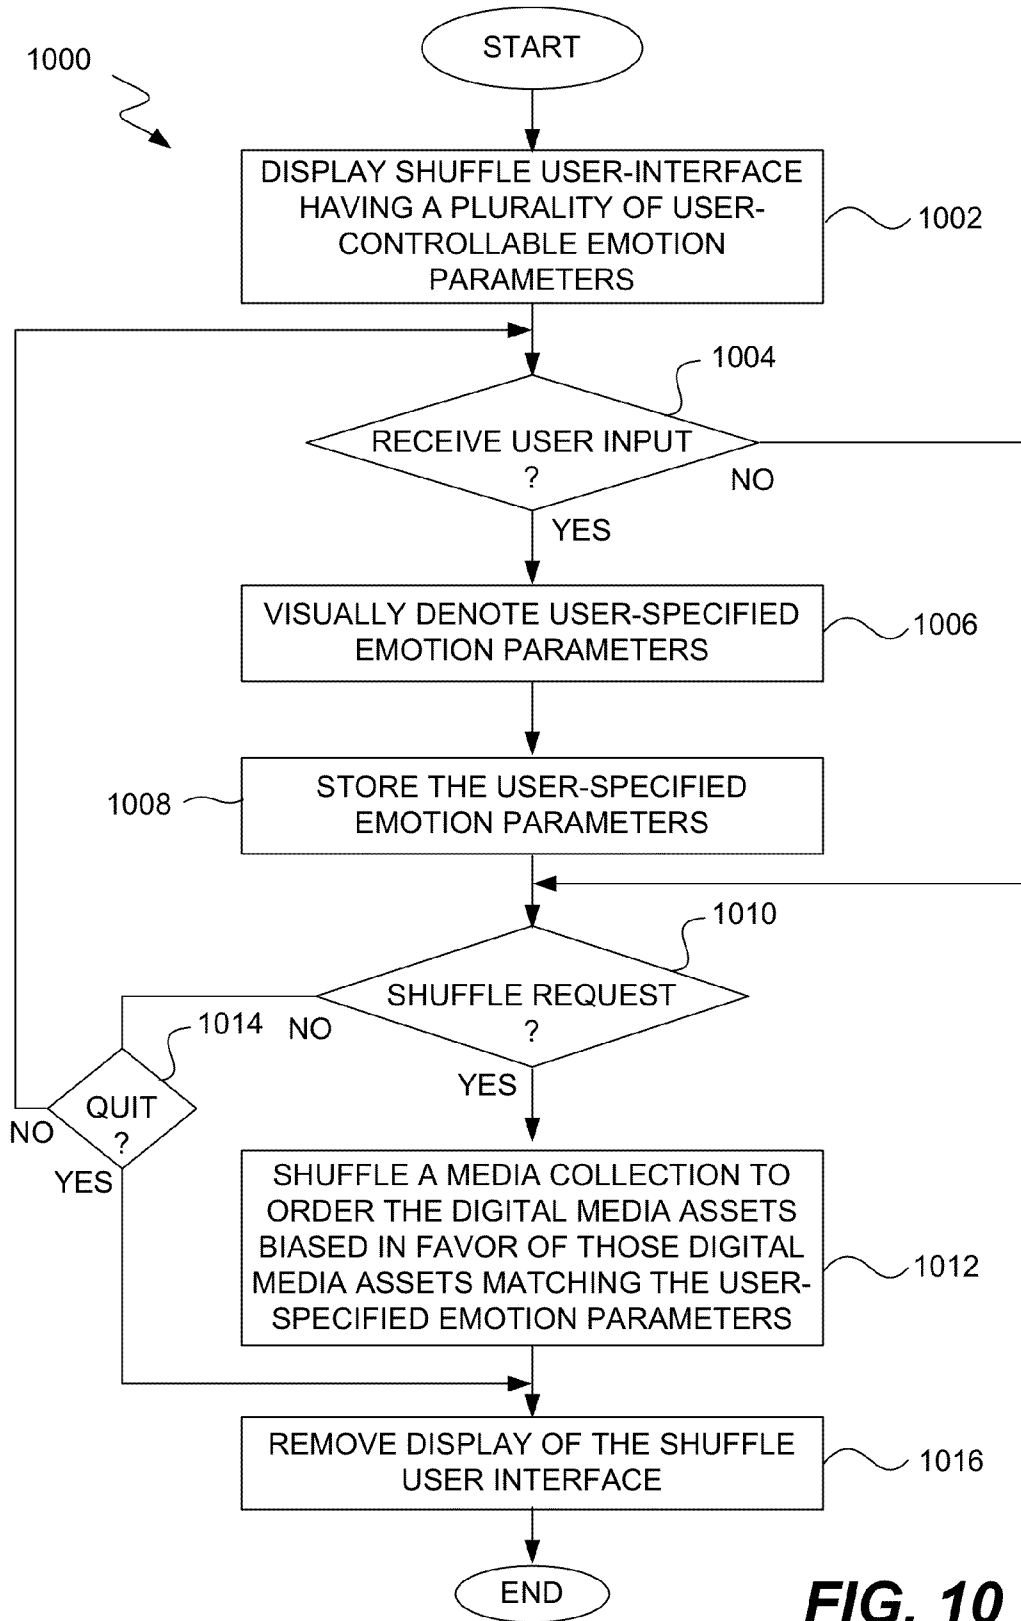 START
1000
DISPLAY SHUFFLE USER-INTERFACE
HAVING A PLURALITY OF USER-
CONTROLLABLE EMOTION
PARAMETERS
1002
1004
RECEIVE USER INPUT
?
NO
YES
VISUALLY DENOTE USER-SPECIFIED
EMOTION PARAMETERS
1006
STORE THE USER-SPECIFIED
EMOTION PARAMETERS
1008
1010
SHUFFLE REQUEST
?
NO
YES
1014
QUIT
?
NO
YES
SHUFFLE A MEDIA COLLECTION TO
ORDER THE DIGITAL MEDIA ASSETS
BIASED IN FAVOR OF THOSE DIGITAL
MEDIA ASSETS MATCHING THE USER-
SPECIFIED EMOTION PARAMETERS
1012
REMOVE DISPLAY OF THE SHUFFLE
USER INTERFACE
1016
END
FIG. 10